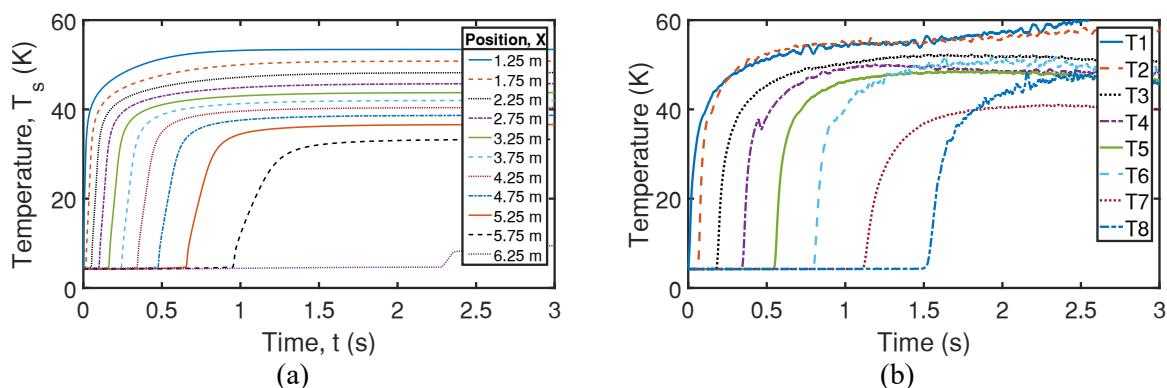 Temperature, T_s (K)
60
40
20
0
Position, X
1.25 m
1.75 m
2.25 m
2.75 m
3.25 m
3.75 m
4.25 m
4.75 m
5.25 m
5.75 m
6.25 m
0 0.5 1 1.5 2 2.5 3
Time, t (s)
(a)
Temperature (K)
60
40
20
0
T1
T2
T3
T4
T5
T6
T7
T8
0 0.5 1 1.5 2 2.5 3
Time (s)
(b)